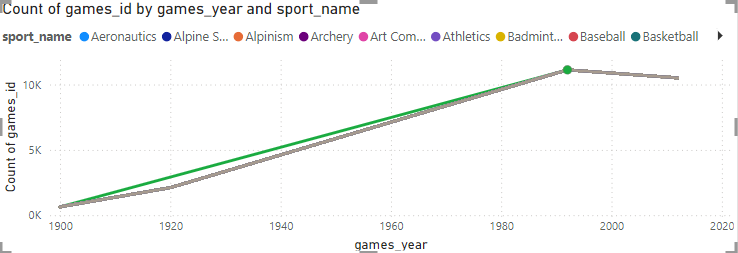 Count of games_id by games_year and sport_name
sport_name Aeronautics Alpine S... Alpinism Archery Art Com... Athletics Badmint... Baseball Basketball
10K
5K
0K
Count of games_id
1900 1920 1940 1960 1980 2000 2020
games_year